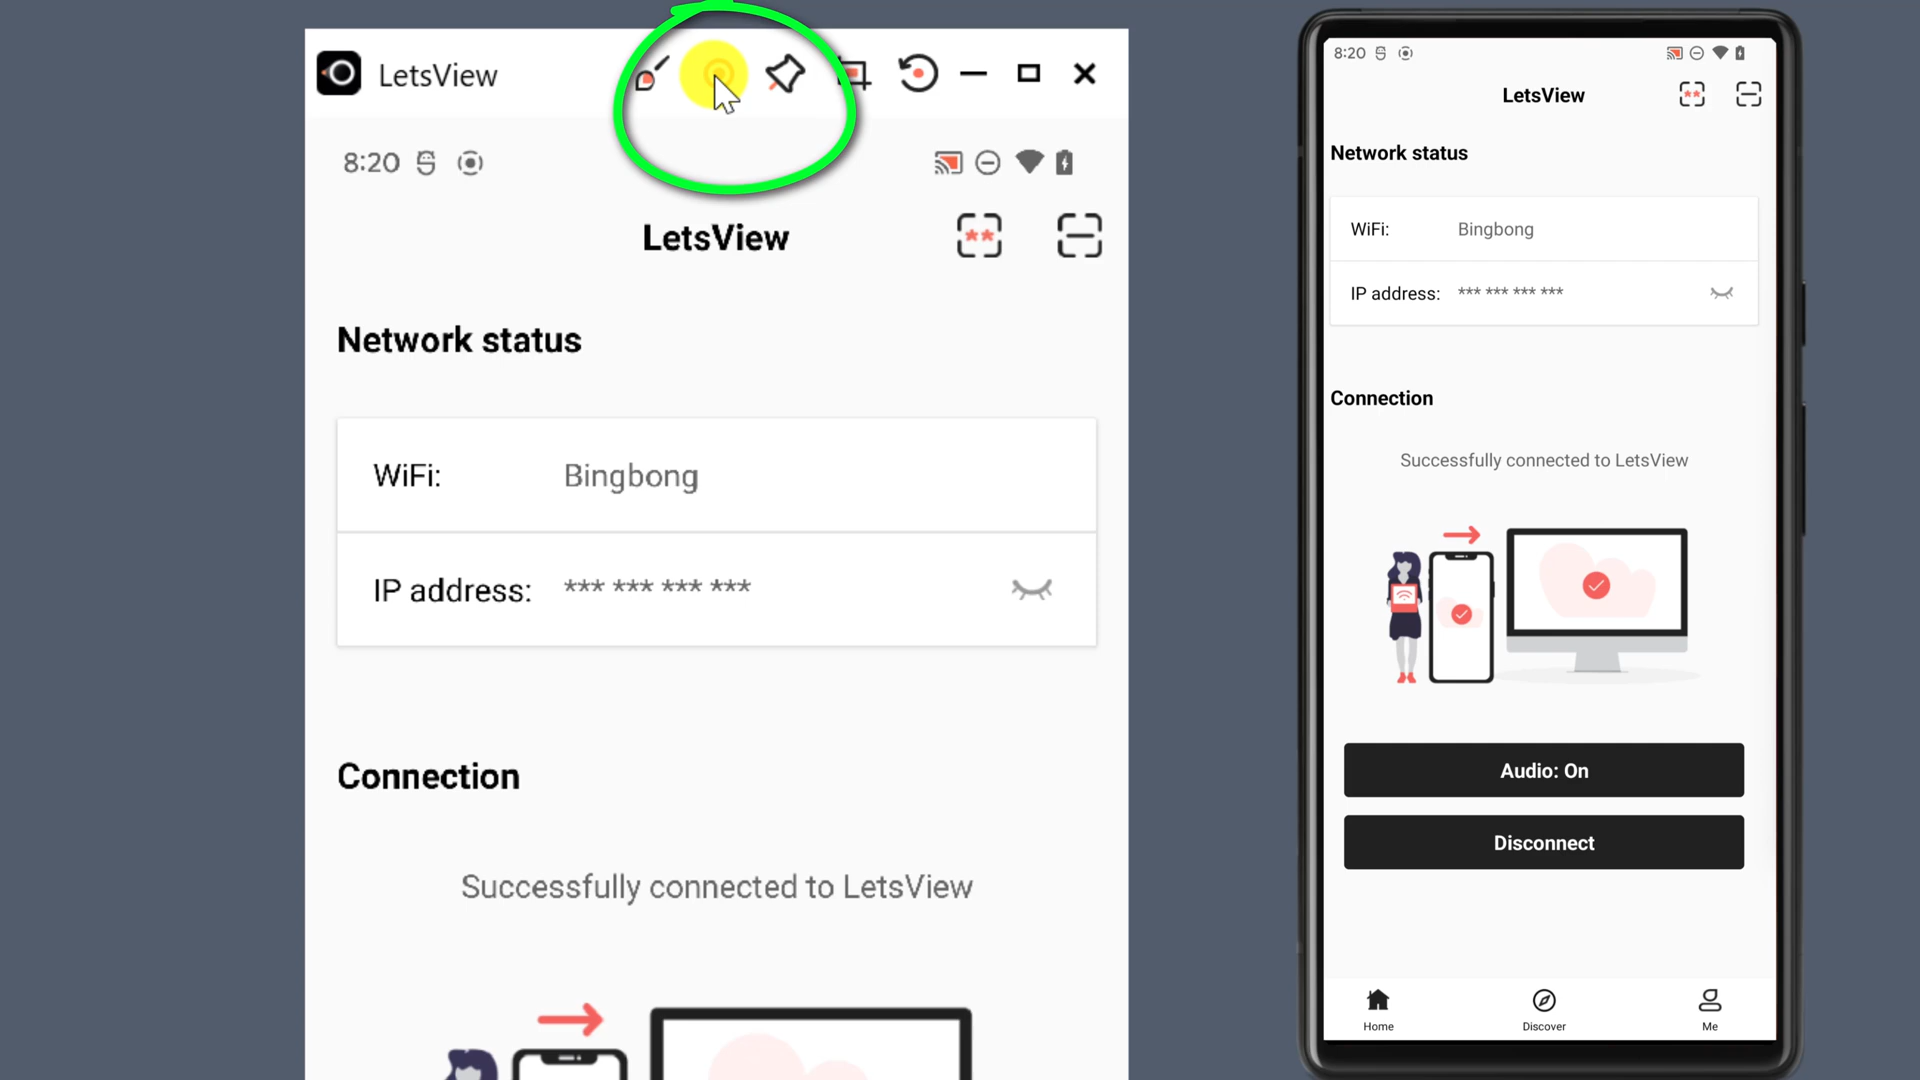 LetsView
8:20
LetsView
Network status
WiFi: Bingbong
IP address: *** *** *** ***
Connection
Successfully connected to LetsView
8:20
LetsView
Network status
WiFi: Bingbong
IP address: *** *** *** ***
Connection
Successfully connected to LetsView
Audio: On
Disconnect
Home Discover Me